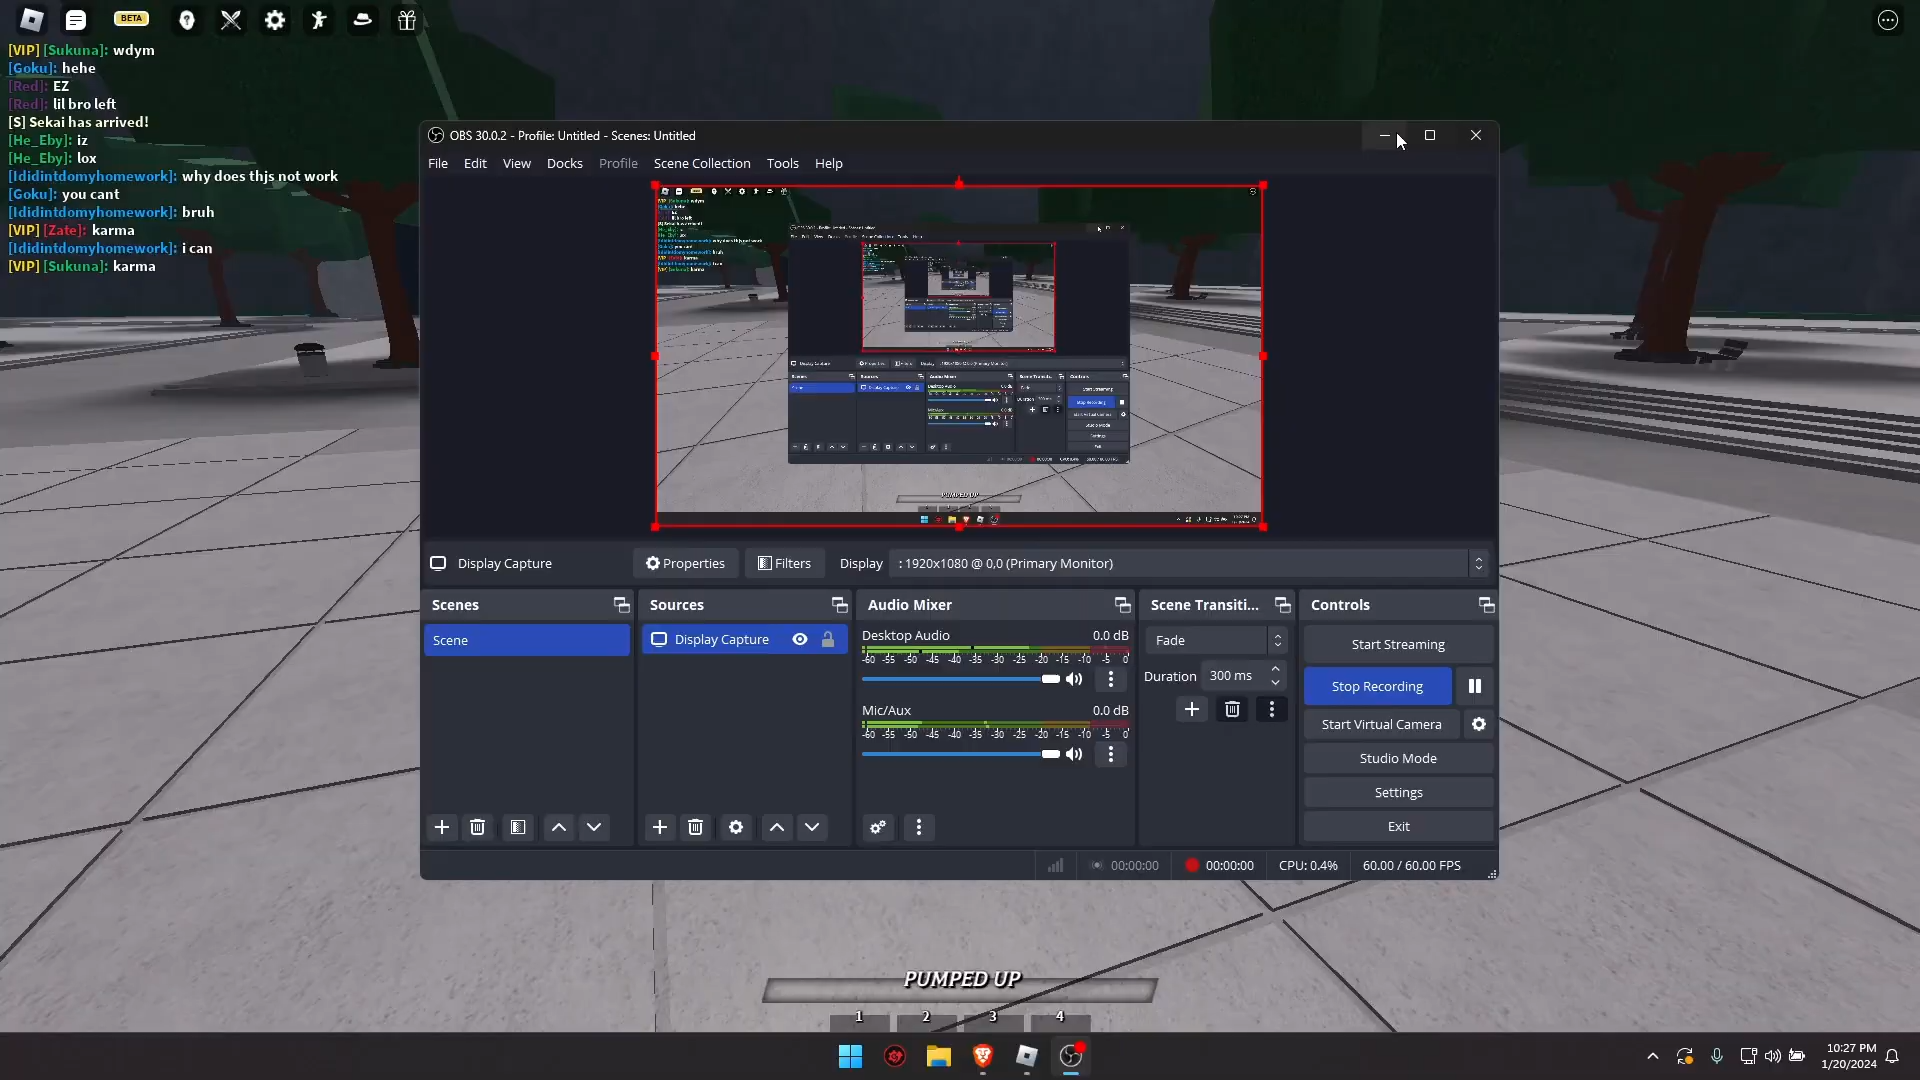 BETA
[VIP] [Sukuna]: wdym
[Goku]: hehe
[Red]: EZ
[Red]: lil bro left
[S] Sekai has arrived!
[He_Eby]: iz
[He_Eby]: lox
[Ididintdomyhomework]: why does thjs not work
[Goku]: you cant
[Ididintdomyhomework]: bruh
[VIP] [Zate]: karma
[Ididintdomyhomework]: i can
[VIP] [Sukuna]: karma
OBS 30.0.2 - Profile: Untitled - Scenes: Untitled
File Edit View Docks Profile Scene Collection Tools Help
Display Capture Properties Filters Display : 1920x1080 @ 0,0 (Primary Monitor)
Scenes Sources Audio Mixer Scene Transiti... Controls
Scene
Display Capture
Desktop Audio 0.0 dB
-60 -55 -50 -45 -40 -35 -30 -25 -20 -15 -10 -5 0
Mic/Aux 0.0 dB
-60 -55 -50 -45 -40 -35 -30 -25 -20 -15 -10 -5 0
Fade
Duration 300 ms
Start Streaming
Stop Recording
Start Virtual Camera
Studio Mode
Settings
Exit
00:00:00 00:00:00 CPU: 0.4% 60.00 / 60.00 FPS
PUMPED UP
1 2 3 4
10:27 PM
1/20/2024